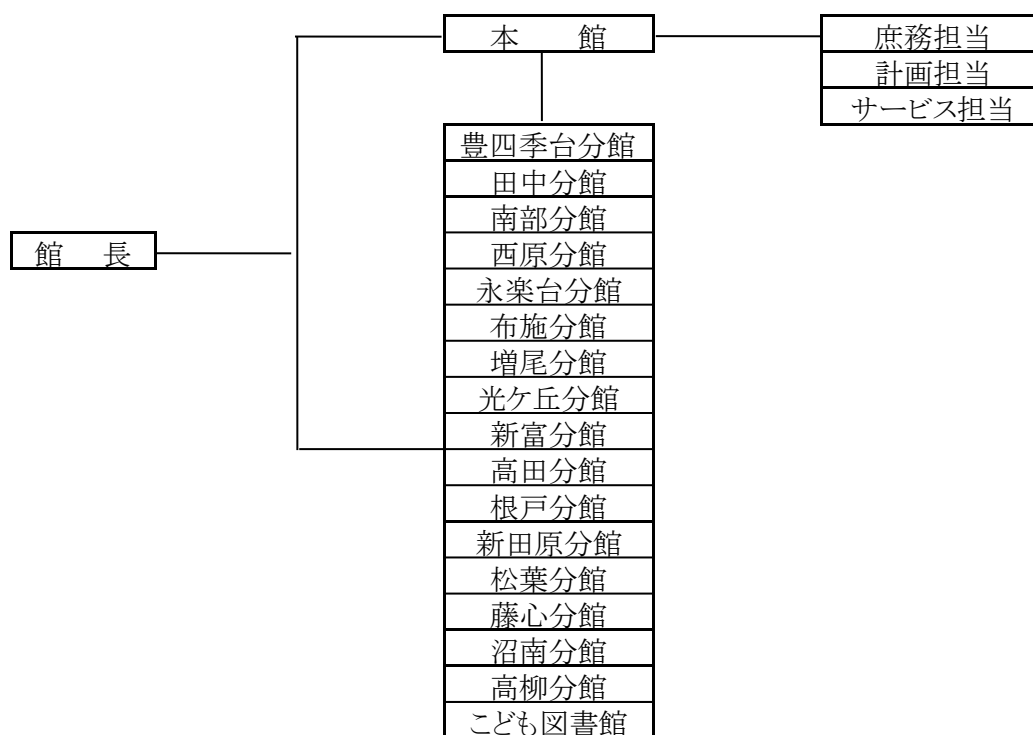 本　　館
庶務担当
計画担当
サービス担当
豊四季台分館
田中分館
南部分館
館　長
西原分館
永楽台分館
布施分館
増尾分館
光ケ丘分館
新富分館
高田分館
根戸分館
新田原分館
松葉分館
藤心分館
沼南分館
高柳分館
こども図書館